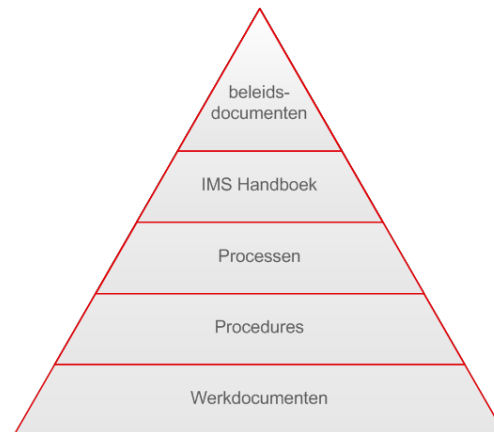 beleids-
documenten
IMS Handboek
Processen
Procedures
Werkdocumenten